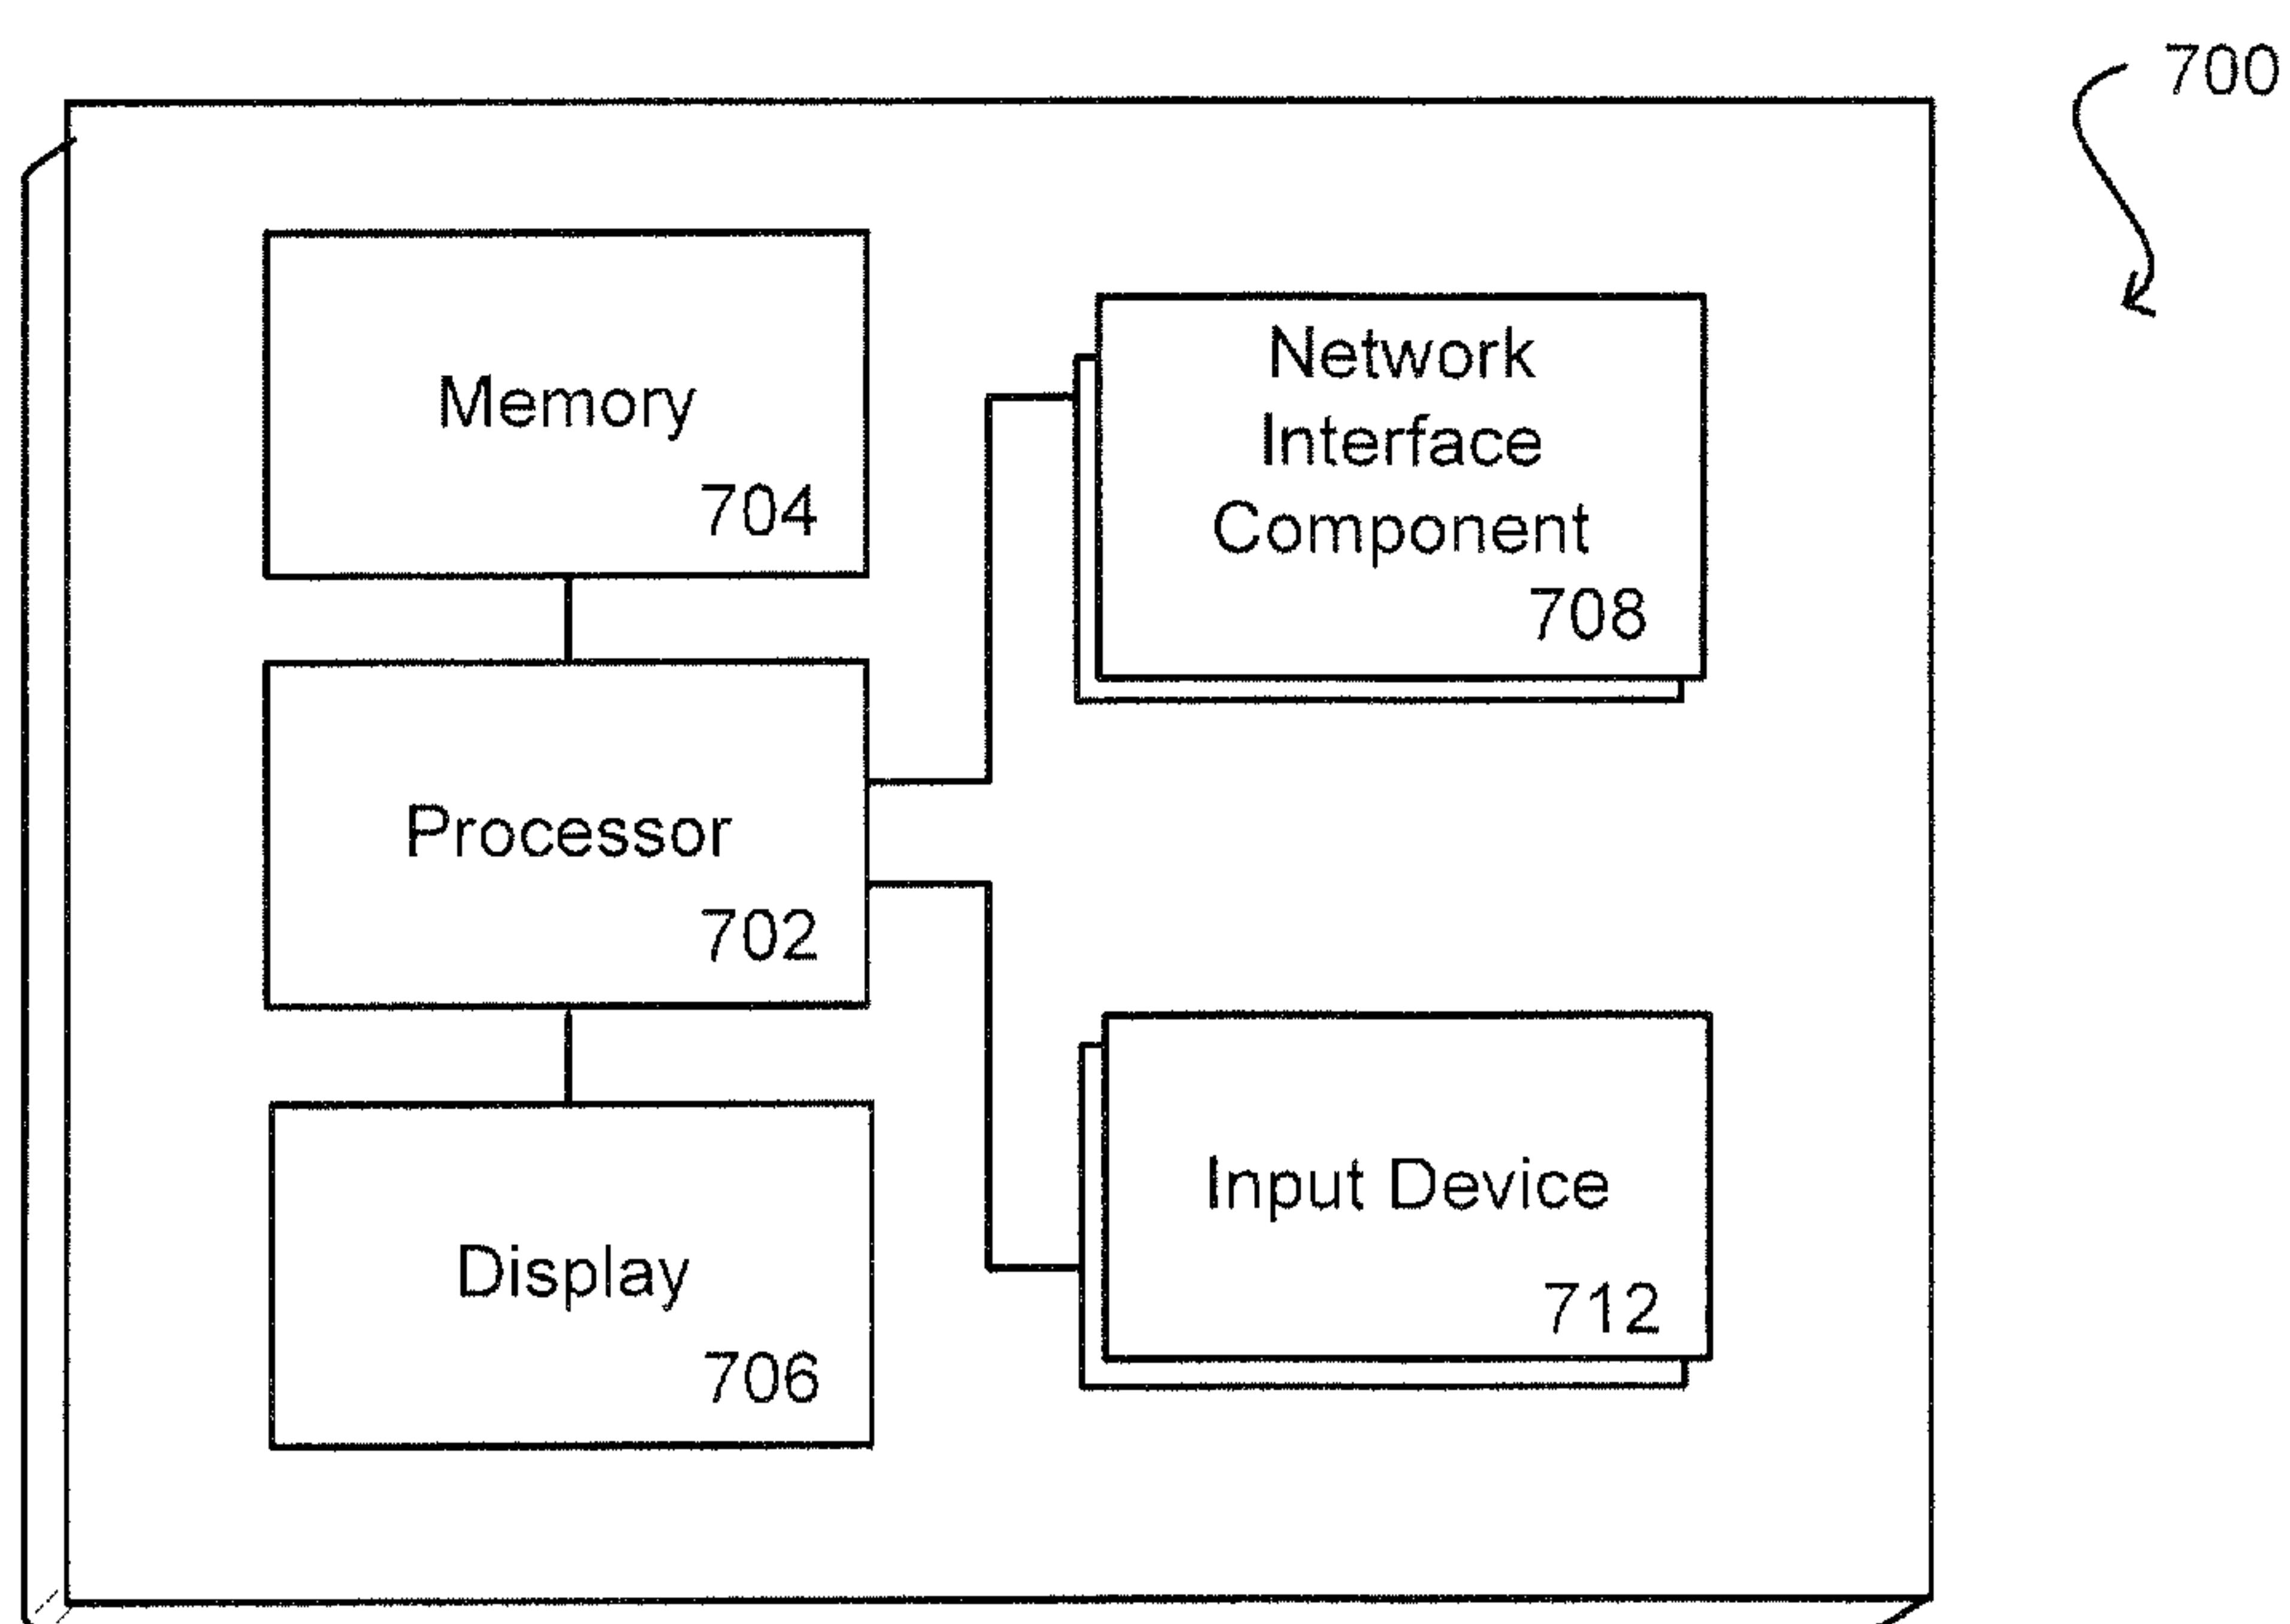 700
Memory
704
Network
Interface
Component
708
Processor
702
Input Device
712
Display
706